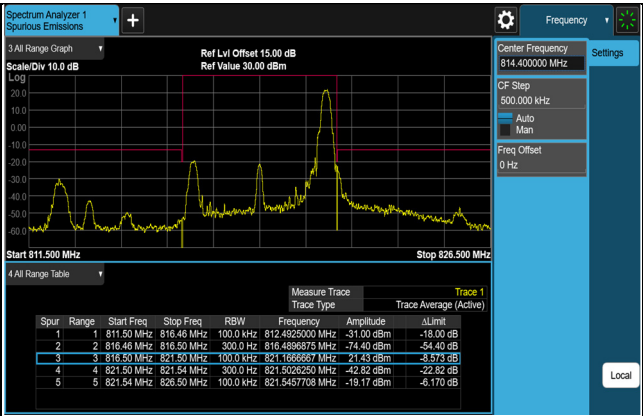 Spectrum Analyzer 1
Spurious Emissions
+
Frequency
3 All Range Graph
Ref Lvl Offset 15.00 dB
Scale/Div 10.0 dB
Ref Value 30.00 dBm
Log
20.0
10.0
0.00
-10.0
-20.0
-30.0
-40.0
-50.0
-60.0
Start 811.500 MHz
Stop 826.500 MHz
Center Frequency
814.400000 MHz
Settings
CF Step
500.000 kHz
Auto
Man
Freq Offset
0 Hz
4 All Range Table
Measure Trace Trace 1
Trace Type Trace Average (Active)
Spur Range Start Freq Stop Freq RBW Frequency Amplitude ΔLimit
1 1 811.50 MHz 816.46 MHz 100.0 kHz 812.4925000 MHz -31.00 dBm -18.00 dB
2 2 816.46 MHz 816.50 MHz 300.0 Hz 816.4896875 MHz -74.40 dBm -54.40 dB
3 3 816.50 MHz 821.50 MHz 100.0 kHz 821.1666667 MHz 21.43 dBm -8.573 dB
4 4 821.50 MHz 821.54 MHz 300.0 Hz 821.5026250 MHz -42.82 dBm -22.82 dB
5 5 821.54 MHz 826.50 MHz 100.0 kHz 821.5457708 MHz -19.17 dBm -6.170 dB
Local